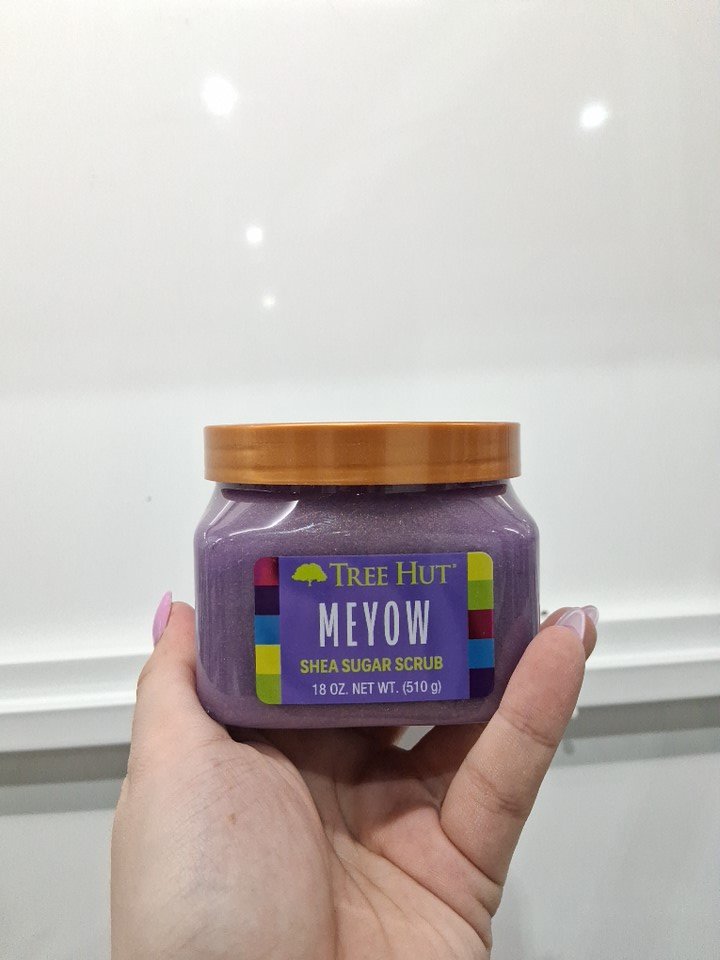 TREE HUT®
MEYOW
SHEA SUGAR SCRUB
18 OZ. NET WT. (510 g)